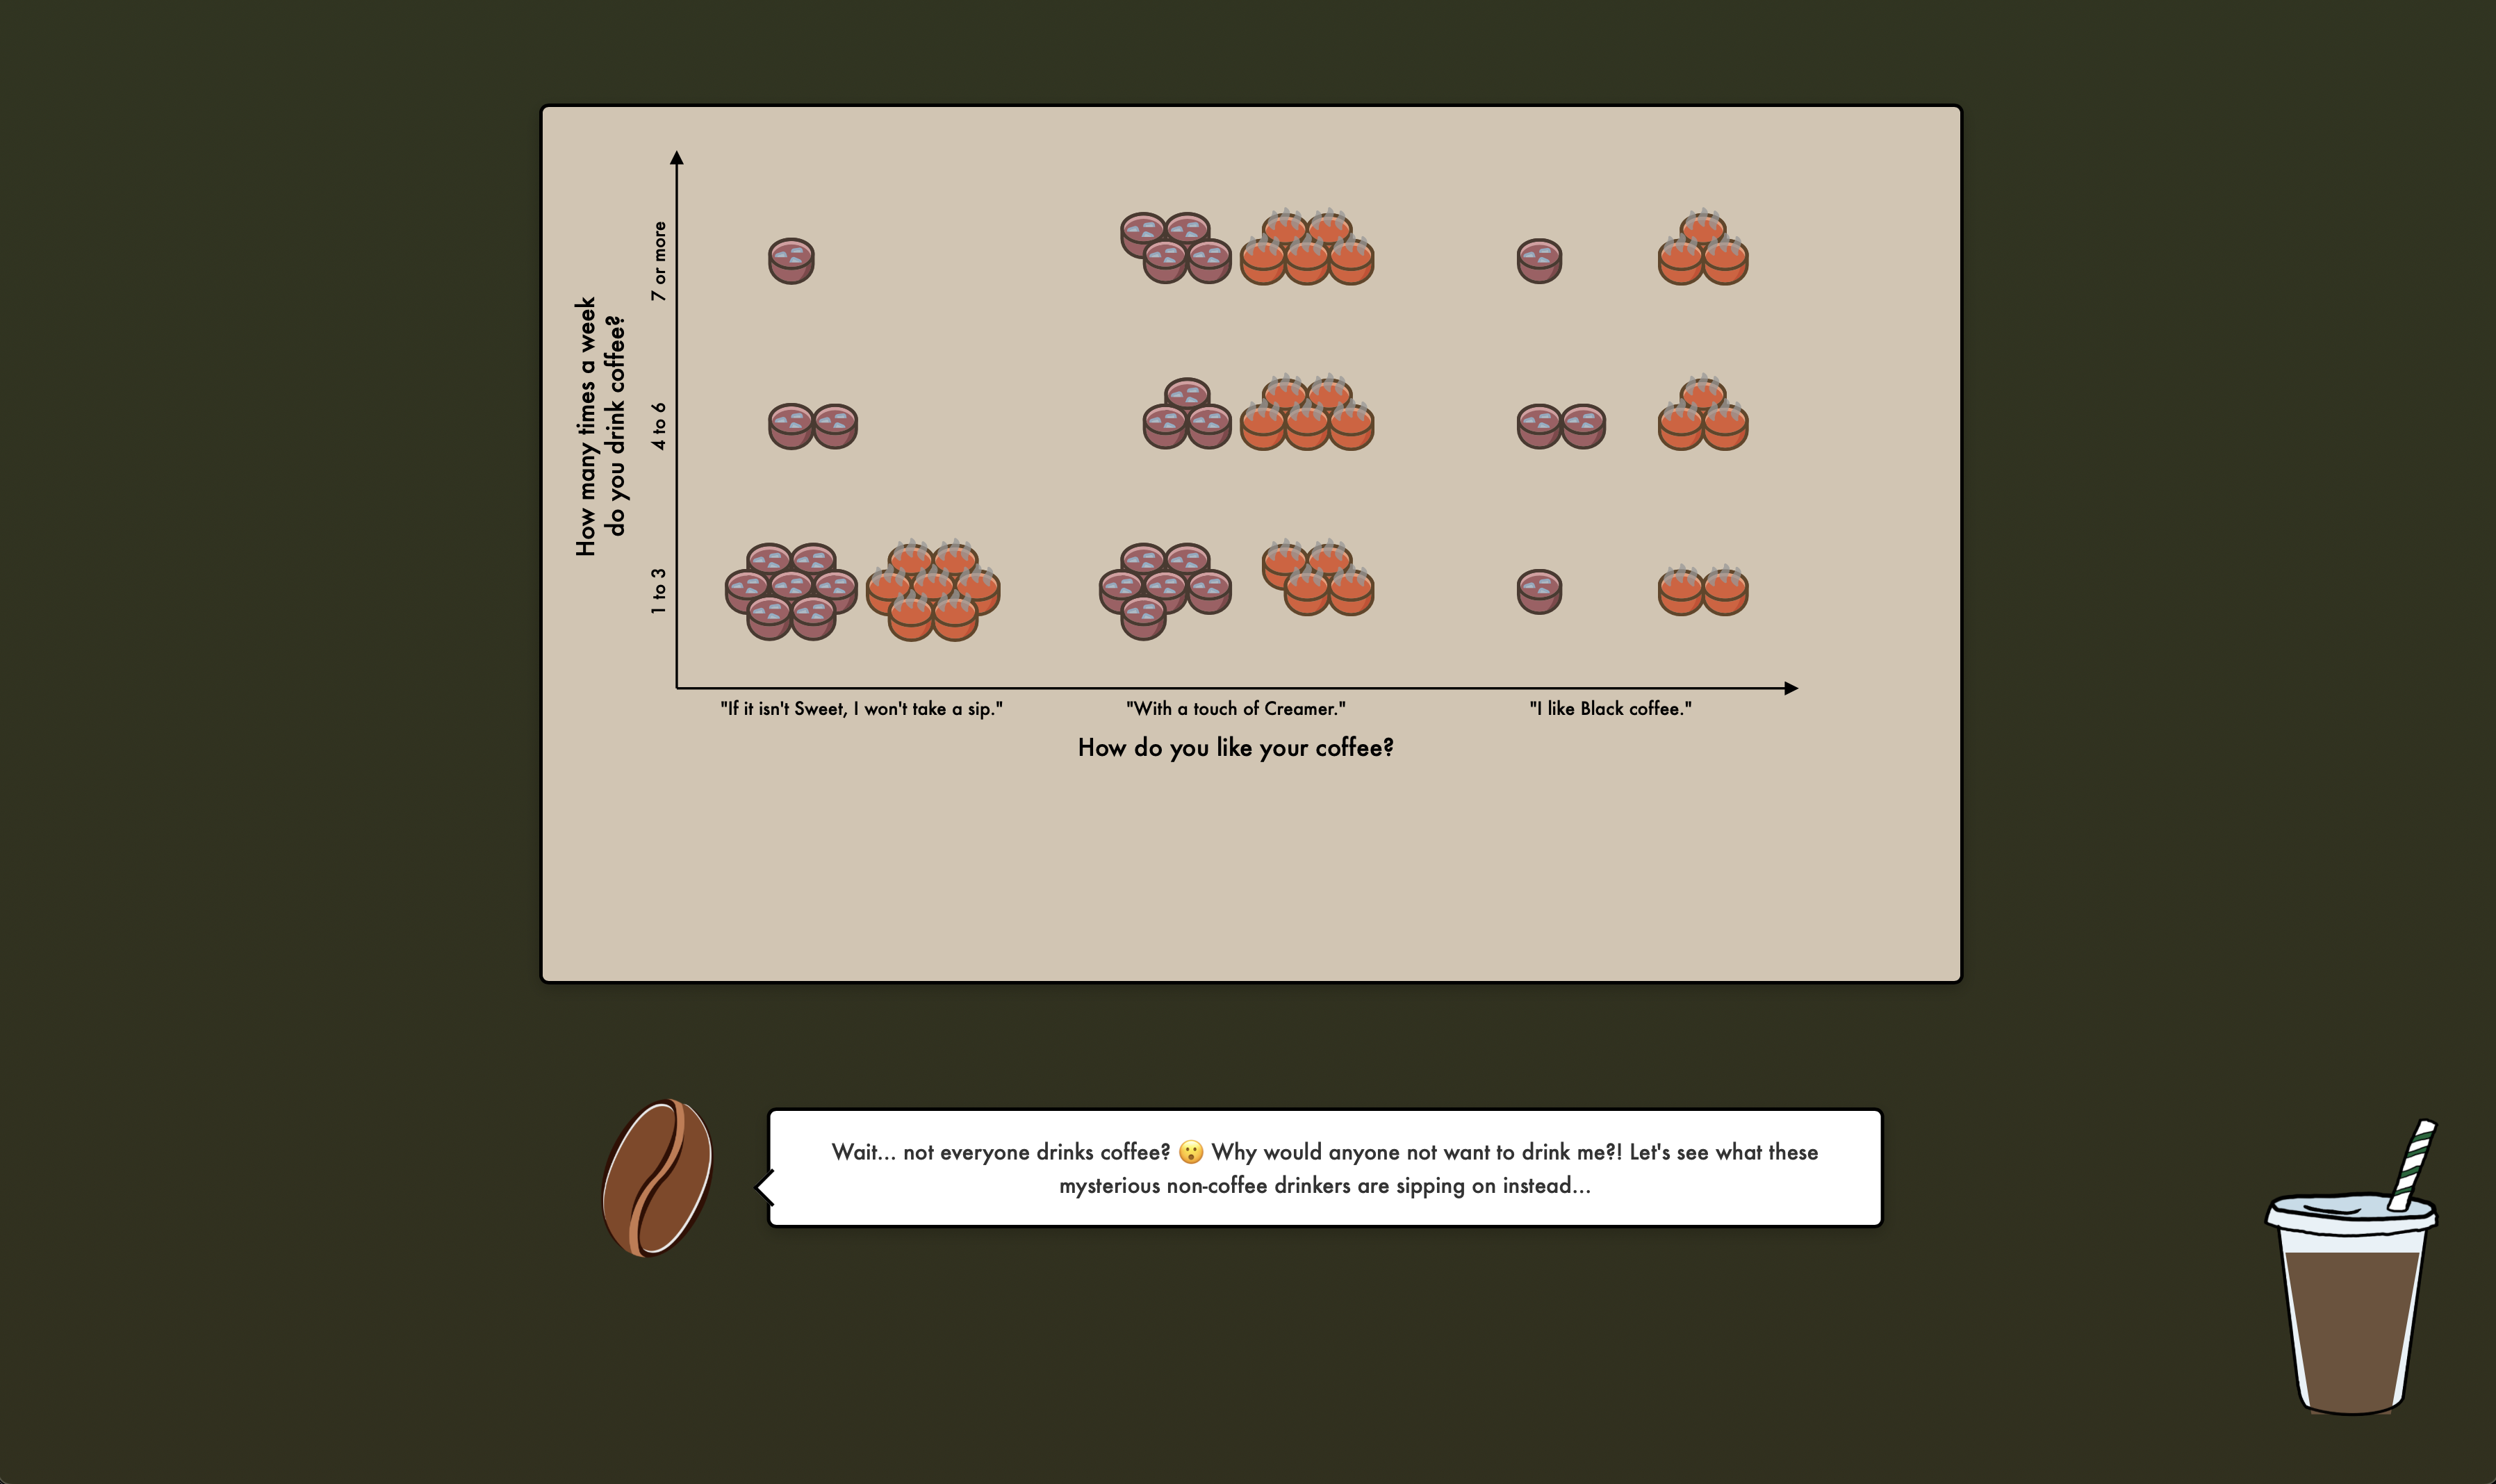 How many times a week
do you drink coffee?
7 or more
4 to 6
1 to 3
"If it isn't Sweet, I won't take a sip."
"With a touch of Creamer."
"I like Black coffee."
How do you like your coffee?
Wait... not everyone drinks coffee? 😮 Why would anyone not want to drink me?! Let's see what these
mysterious non-coffee drinkers are sipping on instead...